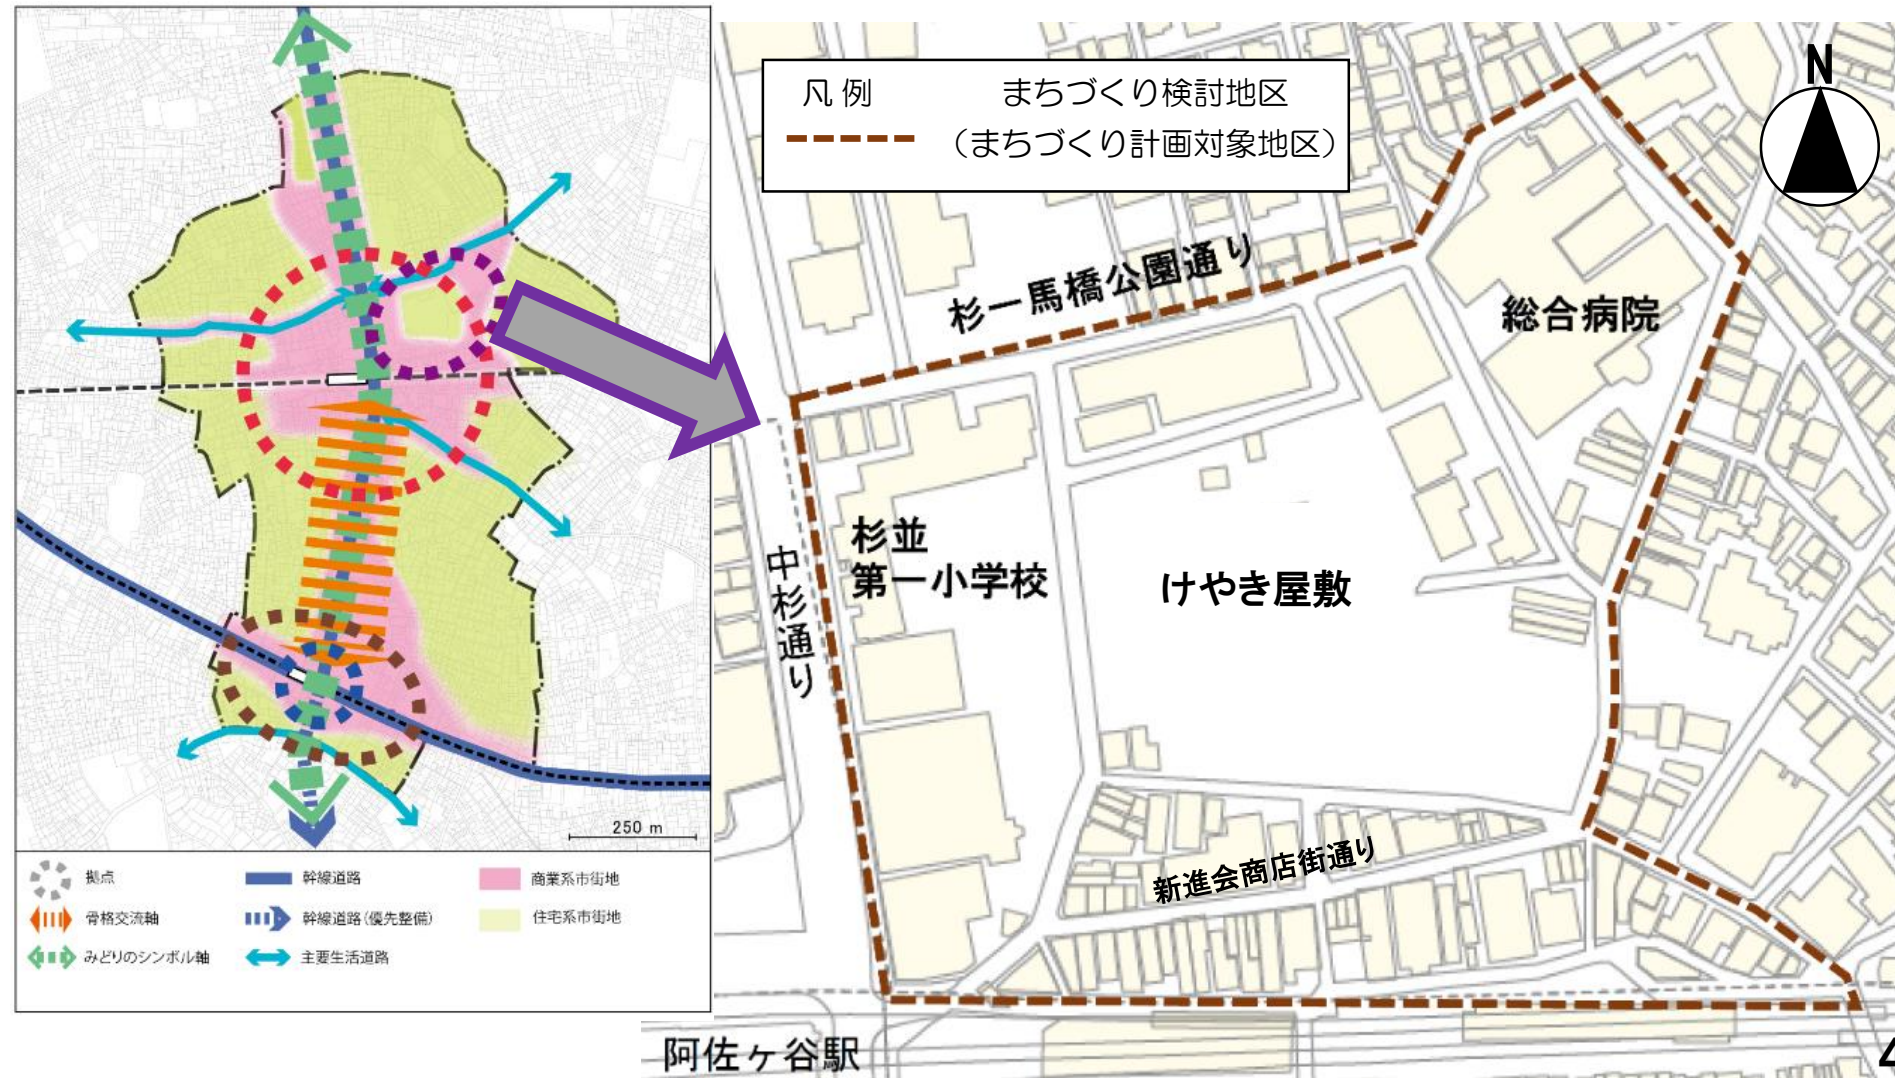 250 m
拠点
幹線道路
商業系市街地
骨格交流軸
幹線道路(優先整備)
住宅系市街地
みどりのシンボル軸
主要生活道路
凡例
まちづくり検討地区
（まちづくり計画対象地区）
N
杉一馬橋公園通り
総合病院
中杉通り
杉並
第一小学校
けやき屋敷
新進会商店街通り
阿佐ヶ谷駅